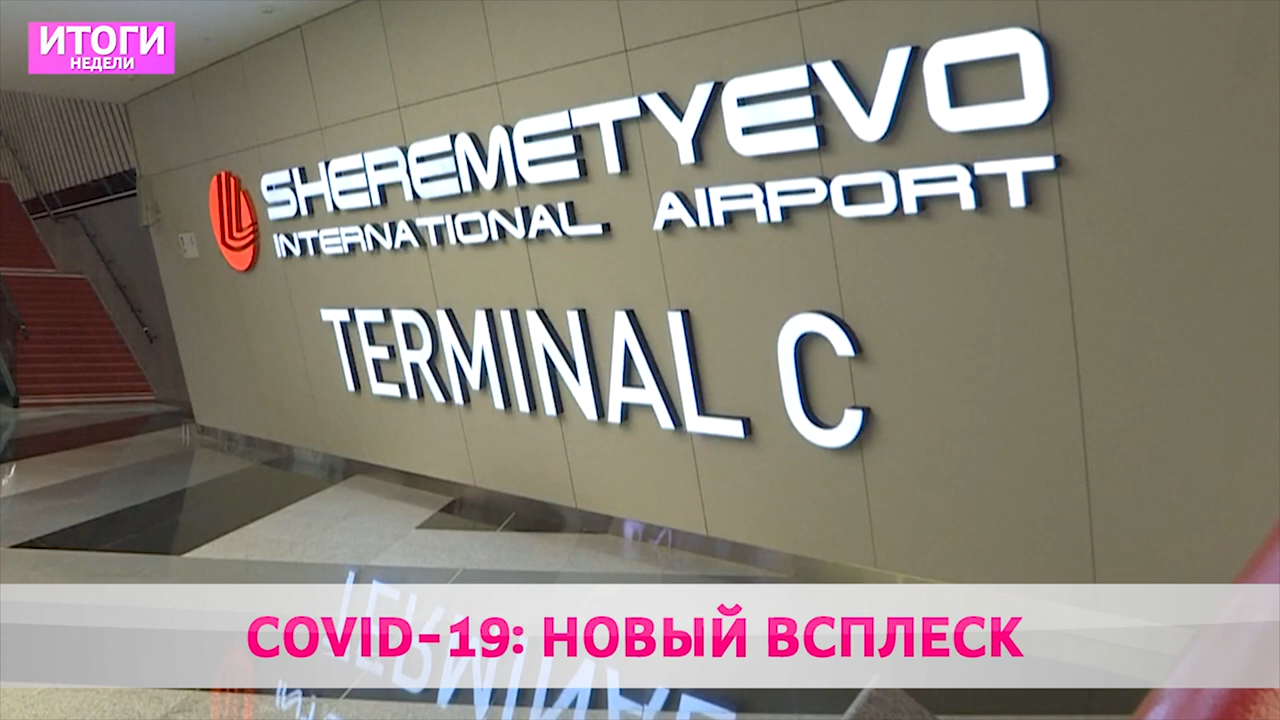 ИТОГИ
НЕДЕЛИ
SHEREMETYEVO
INTERNATIONAL AIRPORT
TERMINAL C
COVID-19: НОВЫЙ ВСПЛЕСК